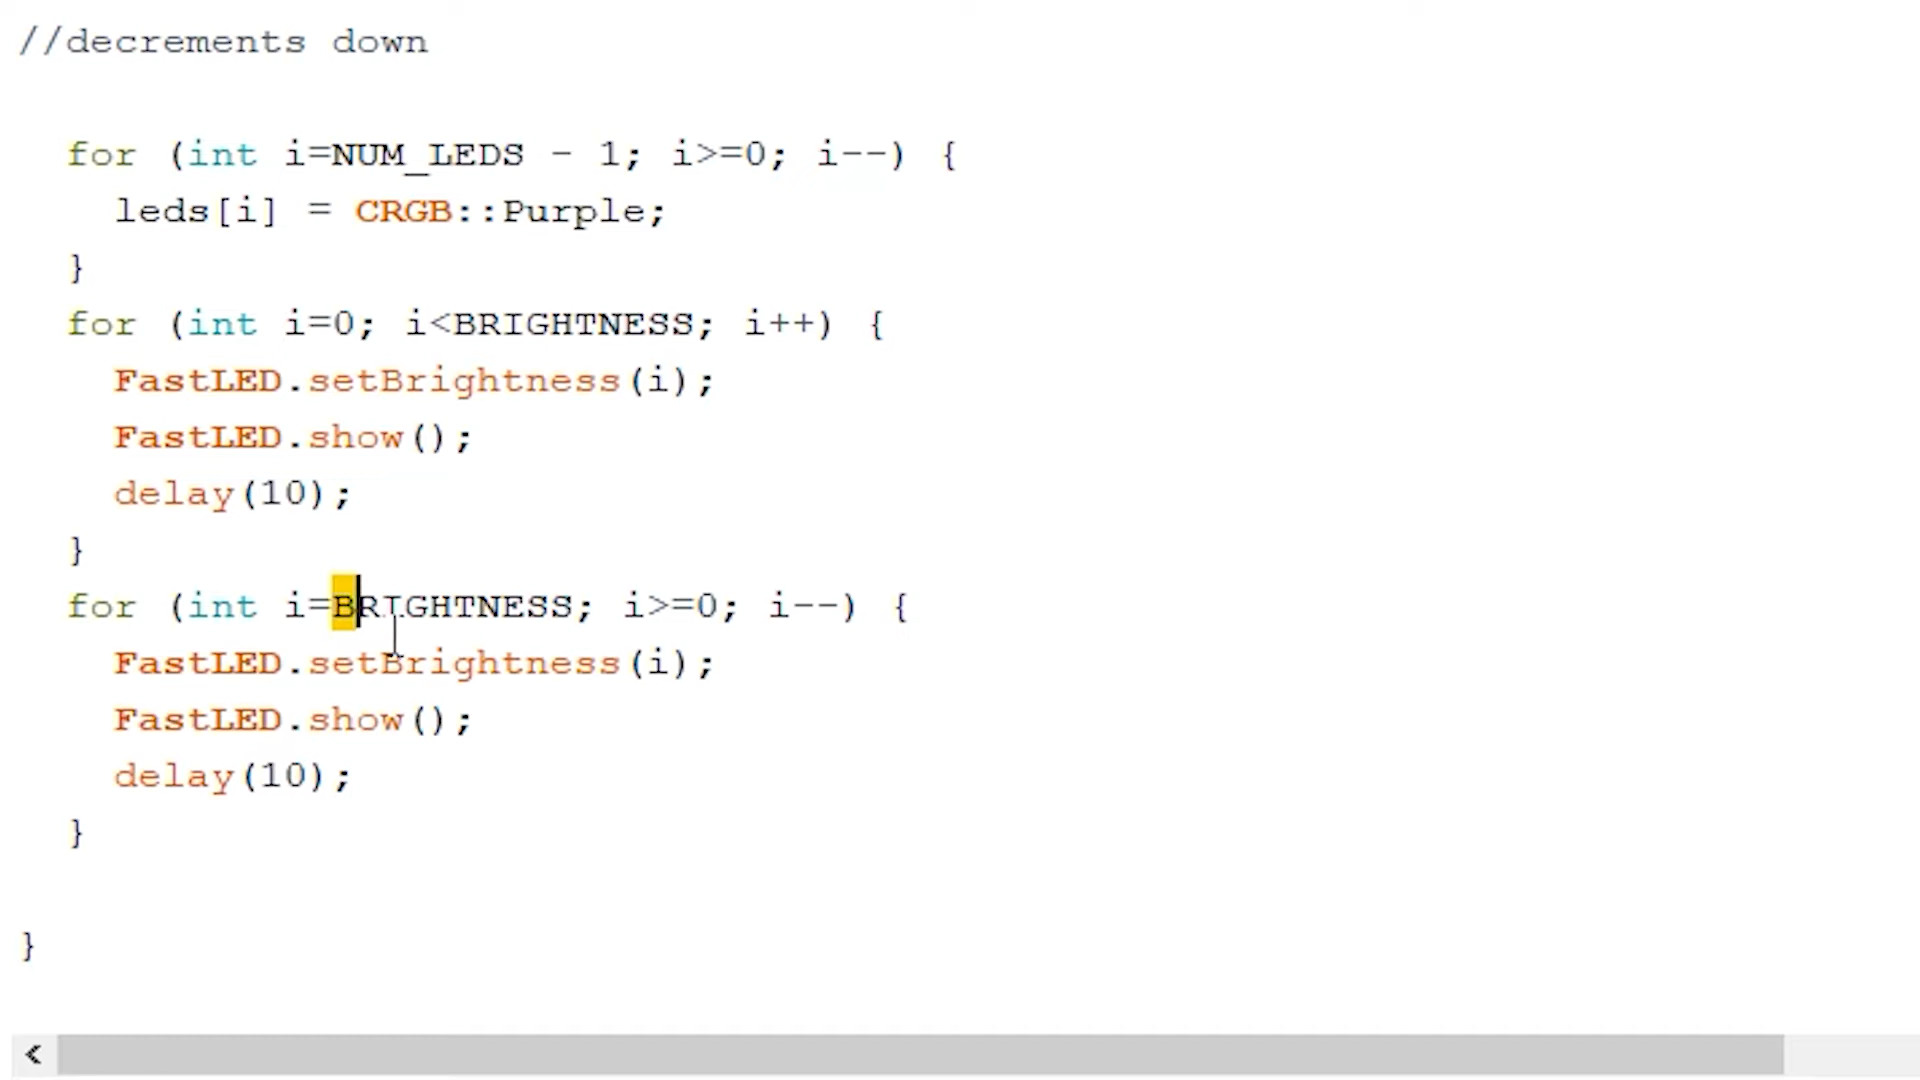 //decrements down
for (int i=NUM_LEDS - 1; i>=0; i--) {
leds[i] = CRGB::Purple;
}
for (int i=0; i<BRIGHTNESS; i++) {
FastLED.setBrightness(i);
FastLED.show();
delay(10);
}
for (int i=BRIGHTNESS; i>=0; i--) {
FastLED.setBrightness(i);
FastLED.show();
delay(10);
}
}